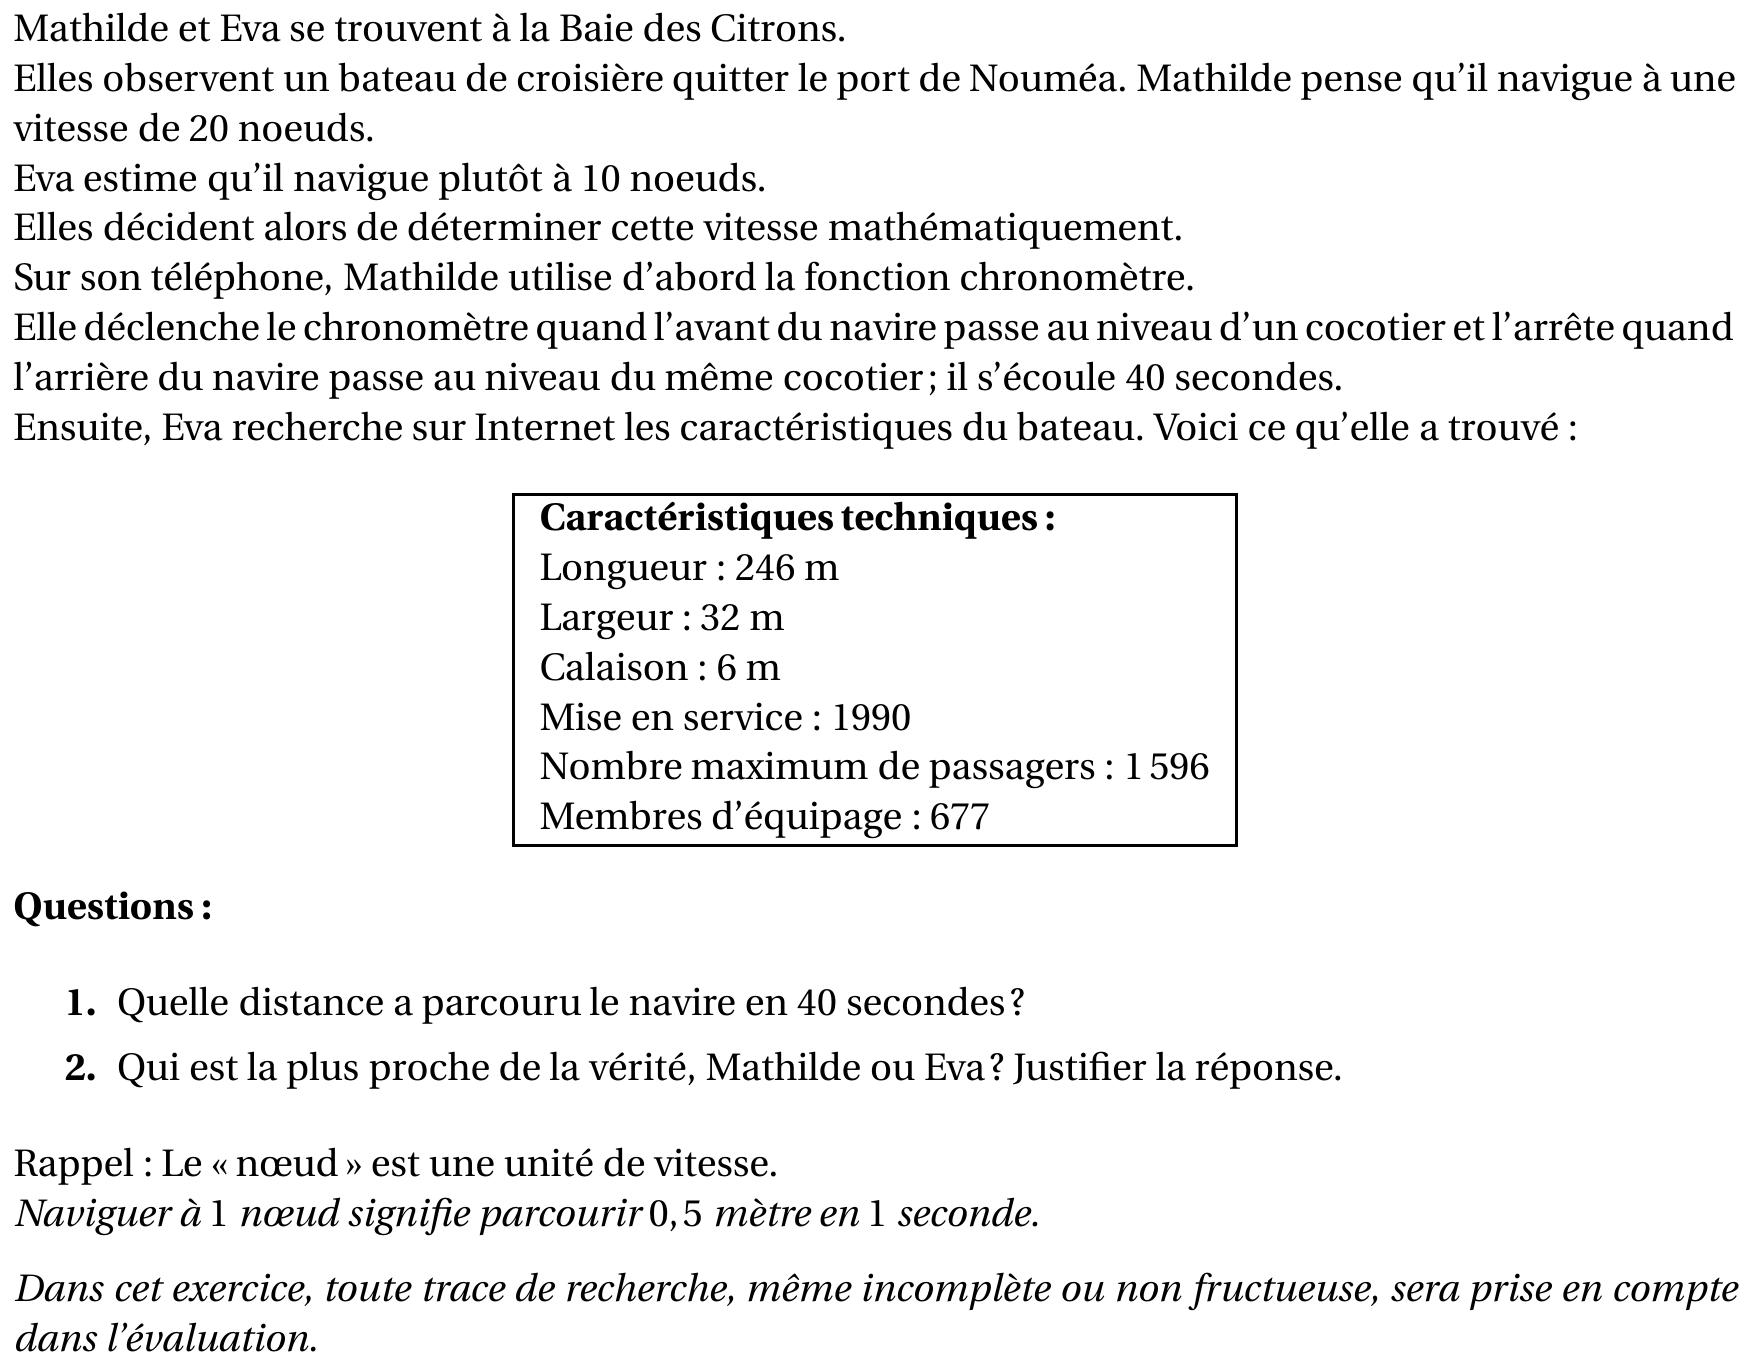 Mathilde et Eva se trouvent à la Baie des Citrons.
Elles observent un bateau de croisière quitter le port de Nouméa. Mathilde pense qu'il navigue à une
vitesse de 20 noeuds.
Eva estime qu'il navigue plutôt à 10 noeuds.
Elles décident alors de déterminer cette vitesse mathématiquement.
Sur son téléphone, Mathilde utilise d'abord la fonction chronomètre.
Elle déclenche le chronomètre quand l'avant du navire passe au niveau d'un cocotier et l'arrête quand
l'arrière du navire passe au niveau du même cocotier; il s'écoule 40 secondes.
Ensuite, Eva recherche sur Internet les caractéristiques du bateau. Voici ce qu'elle a trouvé :
Caractéristiques techniques :
Longueur : 246 m
Largeur : 32 m
Calaison : 6 m
Mise en service : 1990
Nombre maximum de passagers : 1 596
Membres d'équipage : 677
Questions :
1. Quelle distance a parcouru le navire en 40 secondes ?
2. Qui est la plus proche de la vérité, Mathilde ou Eva ? Justifier la réponse.
Rappel : Le « nœud » est une unité de vitesse.
Naviguer à 1 nœud signifie parcourir 0,5 mètre en 1 seconde.
Dans cet exercice, toute trace de recherche, même incomplète ou non fructueuse, sera prise en compte
dans l'évaluation.